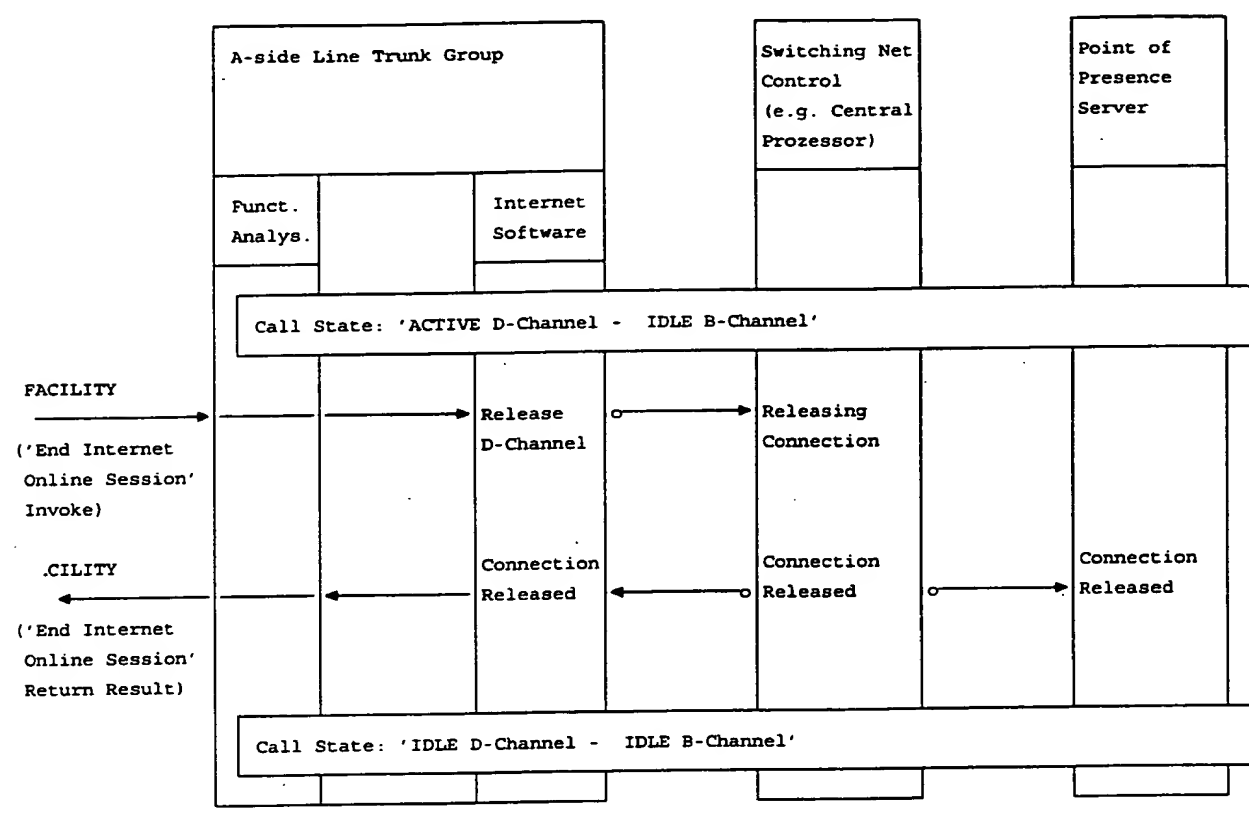 A-side Line Trunk Group
Switching Net
Control
(e.g. Central
Prozessor)
Point of
Presence
Server
Funct.
Analys.
Internet
Software
Call State: 'ACTIVE D-Channel - IDLE B-Channel'
FACILITY
('End Internet
Online Session'
Invoke)
Release
D-Channel
Releasing
Connection
.CILITY
('End Internet
Online Session'
Return Result)
Connection
Released
Connection
Released
Connection
Released
Call State: 'IDLE D-Channel - IDLE B-Channel'